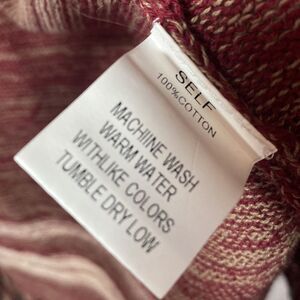 SELF
100%COTTON
MACHINE WASH
WARM WATER
WITHLIKE COLORS
TUMBLE DRY LOW